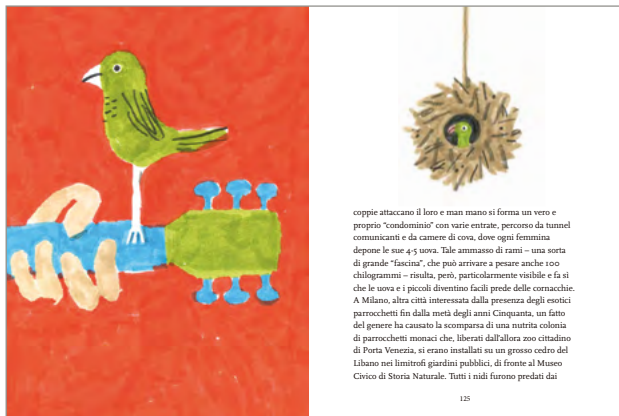 coppie attaccano il loro e man mano si forma un vero e
proprio “condominio” con varie entrate, percorso da tunnel
comunicanti e da camere di cova, dove ogni femmina
depone le sue 4-5 uova. Tale ammasso di rami – una sorta
di grande “fascina”, che può arrivare a pesare anche 100
chilogrammi – risulta, però, particolarmente visibile e fa sì
che le uova e i piccoli diventino facili prede delle cornacchie.
A Milano, altra città interessata dalla presenza degli esotici
parrocchetti fin dalla metà degli anni Cinquanta, un fatto
del genere ha causato la scomparsa di una nutrita colonia
di parrocchetti monaci che, liberati dall’allora zoo cittadino
di Porta Venezia, si erano installati su un grosso cedro del
Libano nei limitrofi giardini pubblici, di fronte al Museo
Civico di Storia Naturale. Tutti i nidi furono predati dai
125